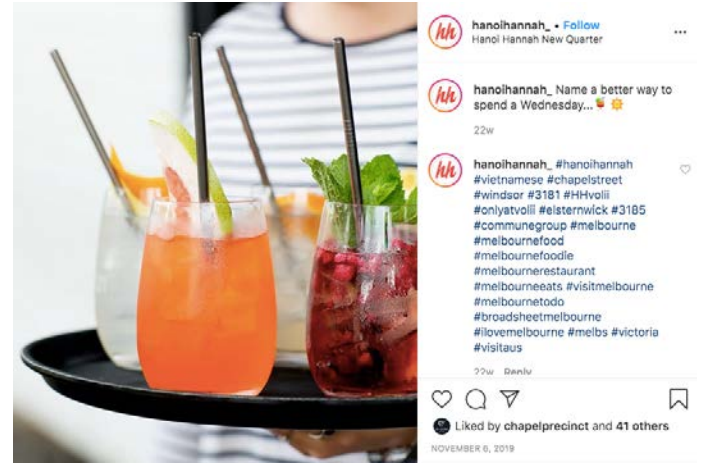 hanoihannah_ • Follow
Hanoi Hannah New Quarter
hh
hanoihannah_ Name a better way to
spend a Wednesday...🍹☀️
22w
hh
hanoihannah_ #hanoihannah
#vietnamese #chapelstreet
#windsor #3181 #HHvolii
#onlyatvolii #elsternwick #3185
#communegroup #melbourne
#melbournefood
#melbournefoodie
#melbournerestaurant
#melbourneeats #visitmelbourne
#melbournetodo
#broadsheetmelbourne
#ilovemelbourne #melbs #victoria
#visitaus
hh
22w Reply
Liked by chapelprecinct and 41 others
NOVEMBER 6, 2019